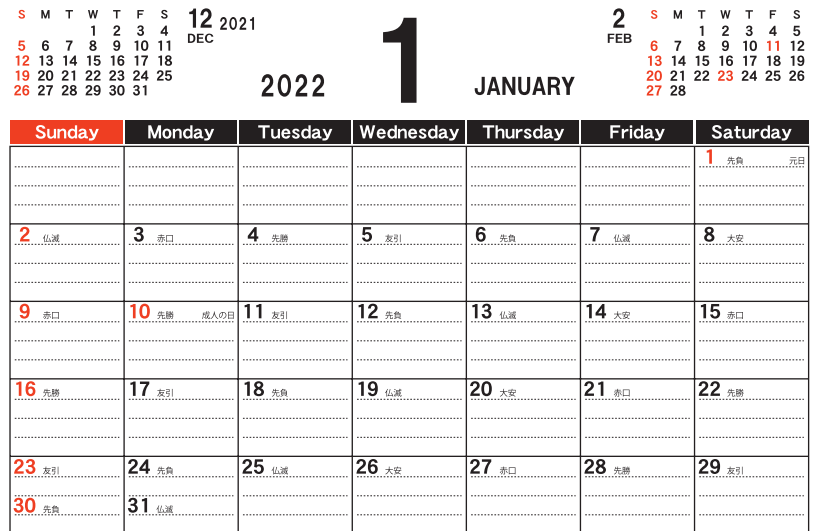 S M T W T F S
1 2 3 4
5 6 7 8 9 10 11
12 13 14 15 16 17 18
19 20 21 22 23 24 25
26 27 28 29 30 31
12 2021
DEC
2022
1
JANUARY
2
FEB
S M T W T F S
1 2 3 4 5
6 7 8 9 10 11 12
13 14 15 16 17 18 19
20 21 22 23 24 25 26
27 28
Sunday Monday Tuesday Wednesday Thursday Friday Saturday
1 先負 元日
2 仏滅 3 赤口 4 先勝 5 友引 6 先負 7 仏滅 8 大安
9 赤口 10 先勝 成人の日 11 友引 12 先負 13 仏滅 14 大安 15 赤口
16 先勝 17 友引 18 先負 19 仏滅 20 大安 21 赤口 22 先勝
23 友引 24 先負 25 仏滅 26 大安 27 赤口 28 先勝 29 友引
30 先負 31 仏滅